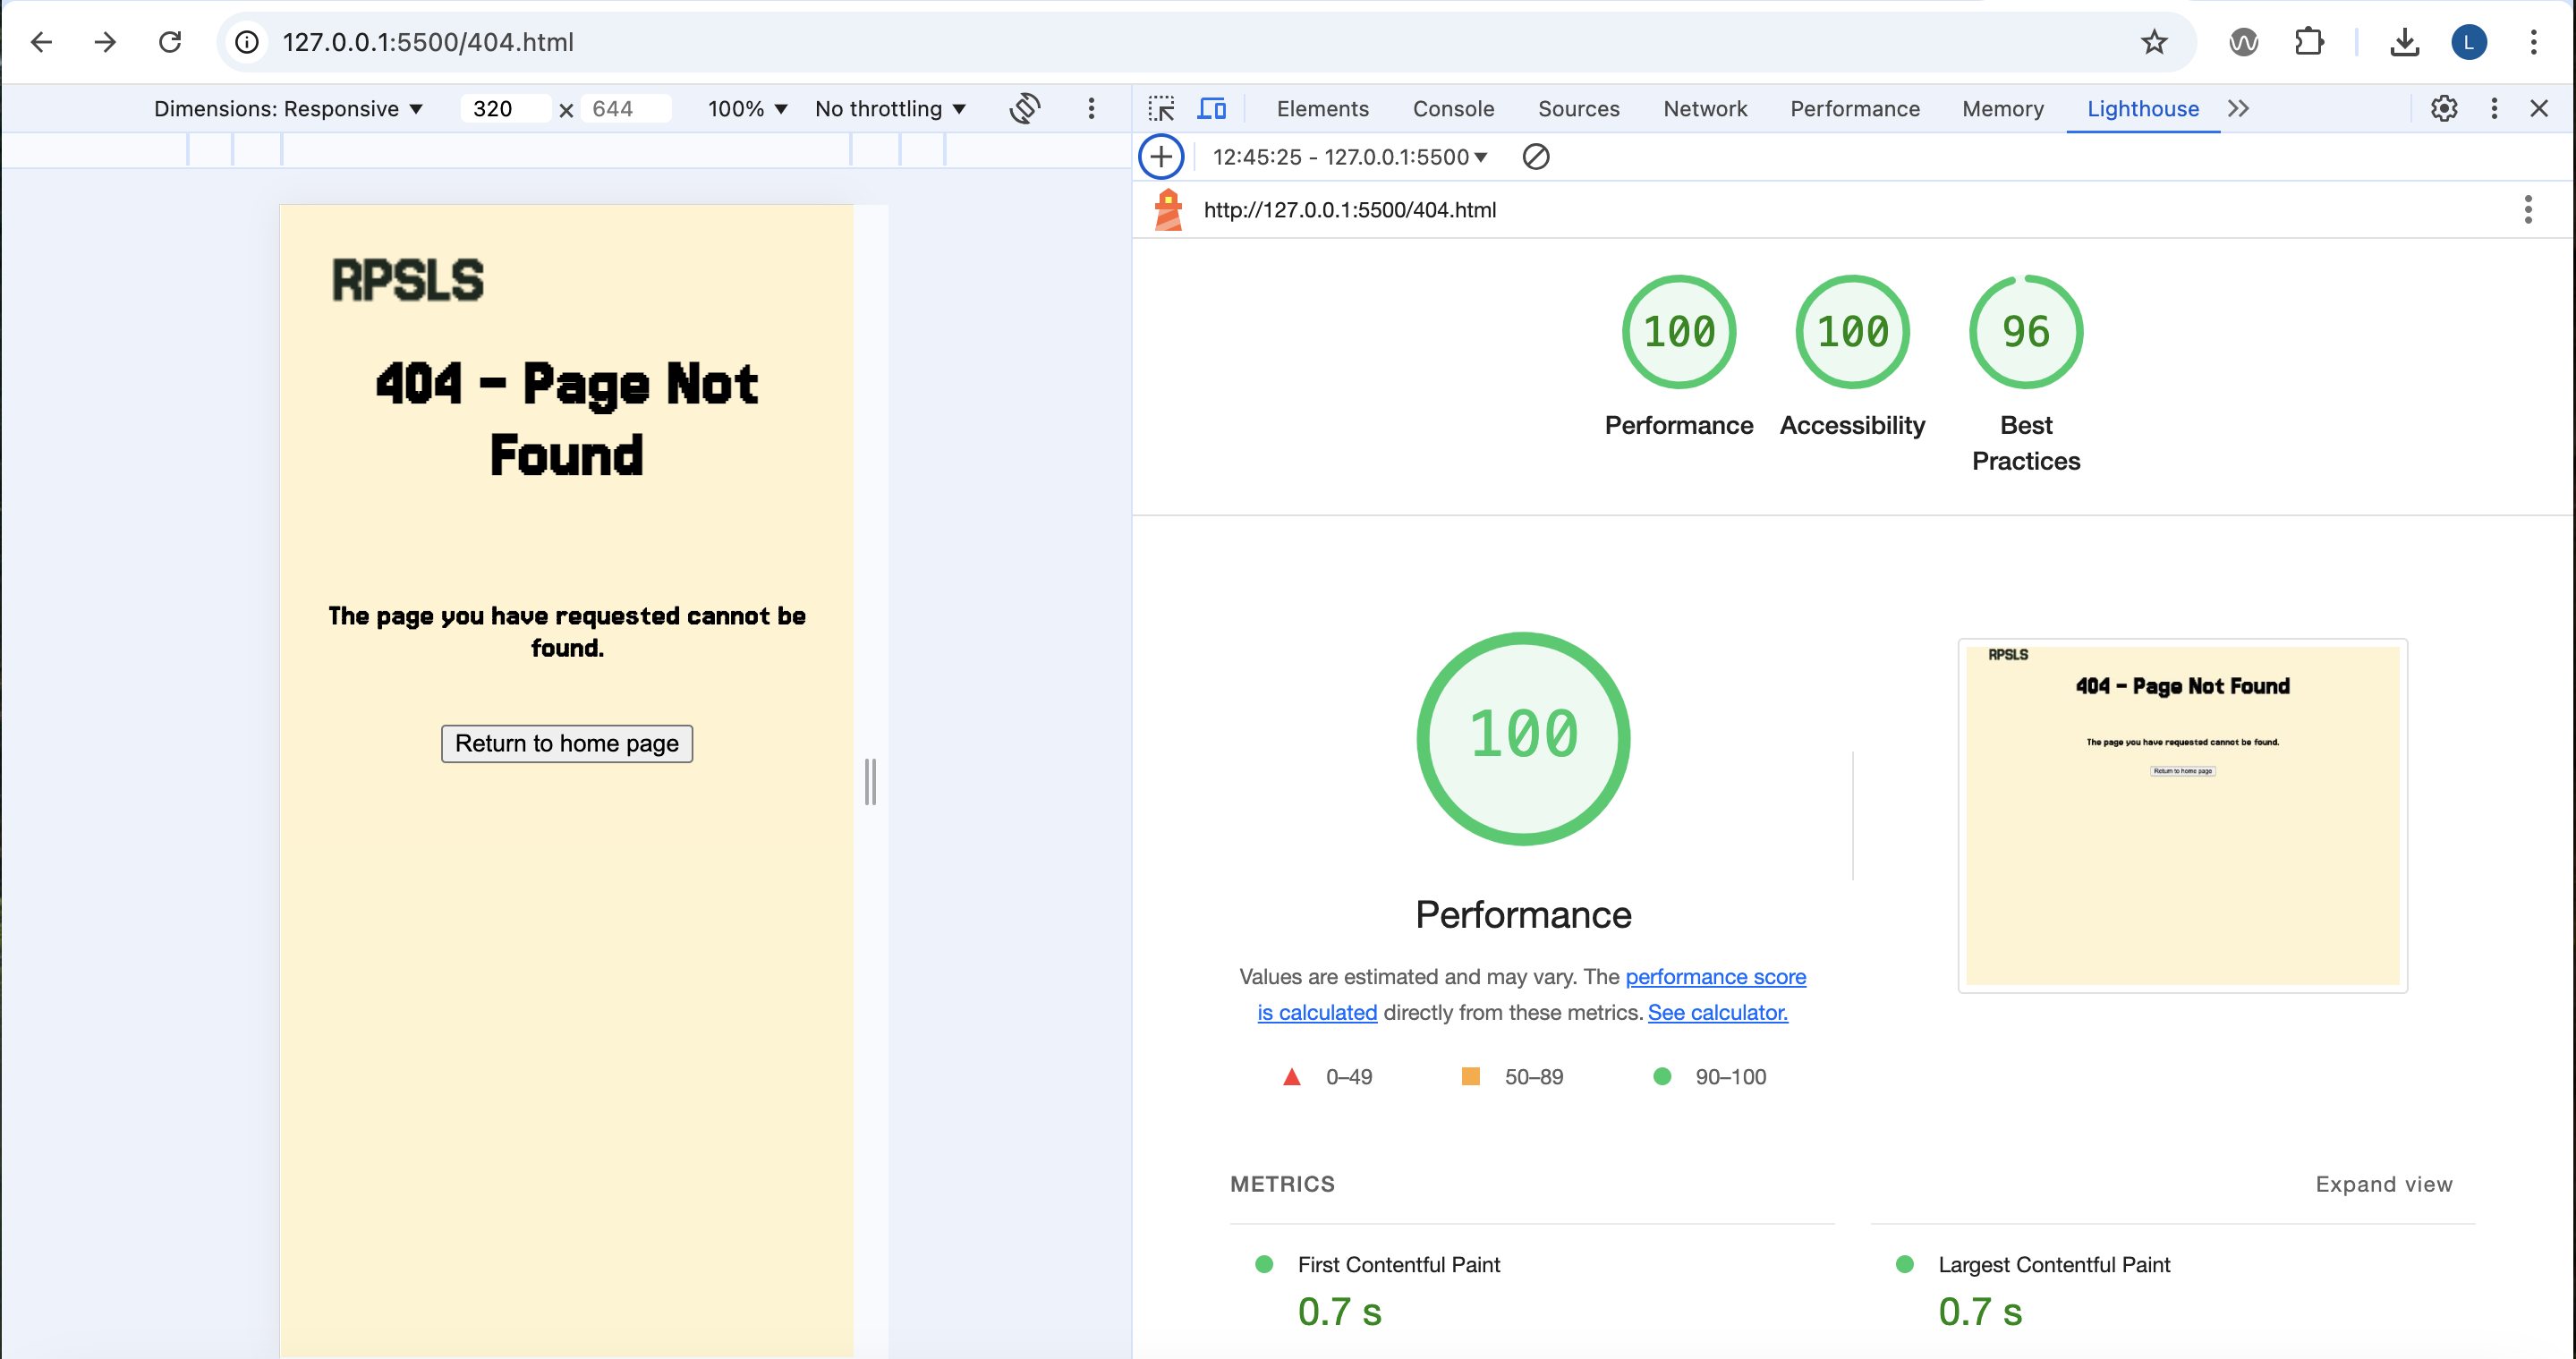 127.0.0.1:5500/404.html
L
Dimensions: Responsive 320 x 644 100% No throttling
Elements Console Sources Network Performance Memory Lighthouse
12:45:25 - 127.0.0.1:5500
http://127.0.0.1:5500/404.html
RPSLS
404 - Page Not
Found
The page you have requested cannot be
found.
Return to home page
100 100 96
Performance Accessibility Best
Practices
100
Performance
Values are estimated and may vary. The performance score
is calculated directly from these metrics. See calculator.
0–49 50–89 90–100
RPSLS
404 - Page Not Found
The page you have requested cannot be found.
Return to home page
METRICS Expand view
First Contentful Paint
0.7 s
Largest Contentful Paint
0.7 s